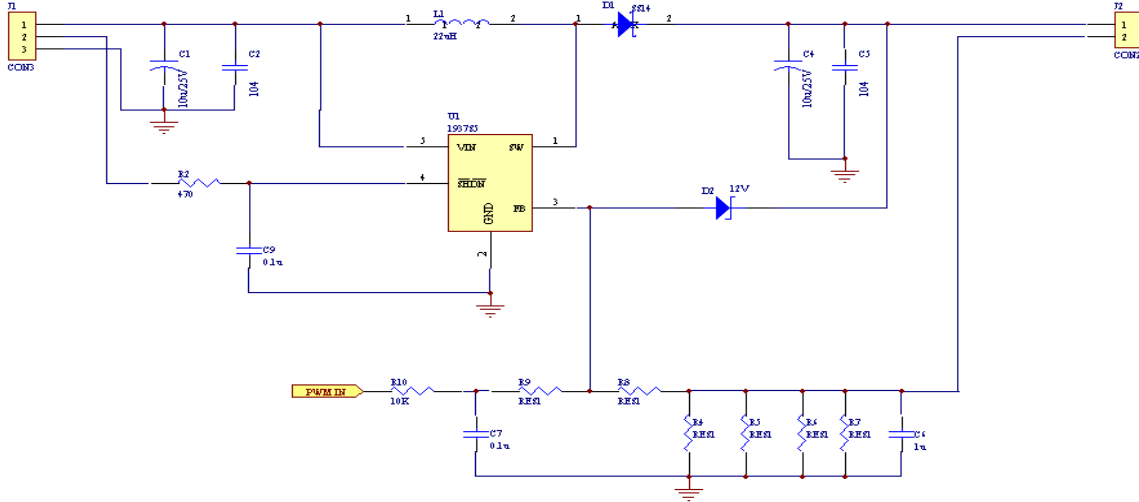 J1
1
2
3
CON3
C1
10u/25V
C2
104
1
L1
1
2
2
22uH
1
D1
SS14
2
C4
10u/25V
C5
104
J2
1
2
CON2
U1
193785
5
VIN
SW
1
4
SHDN
FB
3
GND
2
R2
470
C9
0.1u
D2
12V
PWM IN
R10
10K
R9
RES1
R8
RES1
C7
0.1u
R4
RES1
R5
RES1
R6
RES1
R7
RES1
C6
1u